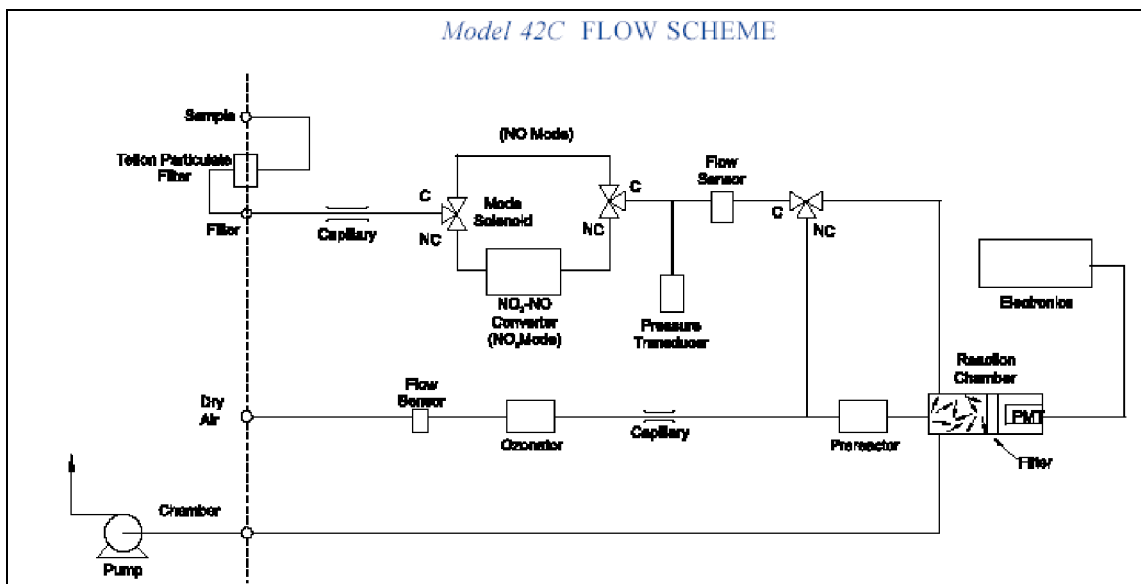 Model 42C FLOW SCHEME
Sample
Teflon Particulate
Filter
Filter
Capillary
C
NC
Mode
Solenoid
(NO Mode)
NO₂-NO
Converter
(NOₓMode)
C
NC
Pressure
Transducer
Flow
Sensor
C
NC
Electronics
Reaction
Chamber
PMT
Filter
Dry
Air
Flow
Sensor
Ozonator
Capillary
Prereactor
Chamber
Pump